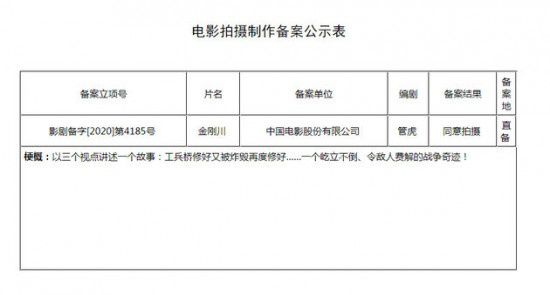 电影拍摄制作备案公示表
备案立项号 片名 备案单位 编剧 备案结果 备案地
影剧备字[2020]第4185号 金刚川 中国电影股份有限公司 管虎 同意拍摄 直备
梗概：以三个视点讲述一个故事：工兵桥修好又被炸毁再度修好......一个屹立不倒、令敌人费解的战争奇迹！